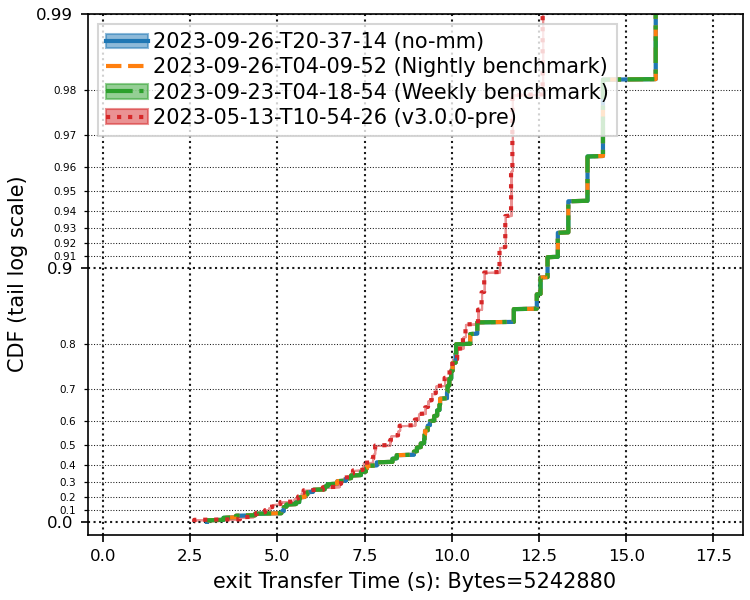 0.99
2023-09-26-T20-37-14 (no-mm)
2023-09-26-T04-09-52 (Nightly benchmark)
2023-09-23-T04-18-54 (Weekly benchmark)
2023-05-13-T10-54-26 (v3.0.0-pre)
0.98
0.97
0.96
0.95
0.94
0.93
0.92
0.91
0.9
0.8
0.7
0.6
0.5
0.4
0.3
0.2
0.1
0.0
CDF (tail log scale)
0.0 2.5 5.0 7.5 10.0 12.5 15.0 17.5
exit Transfer Time (s): Bytes=5242880